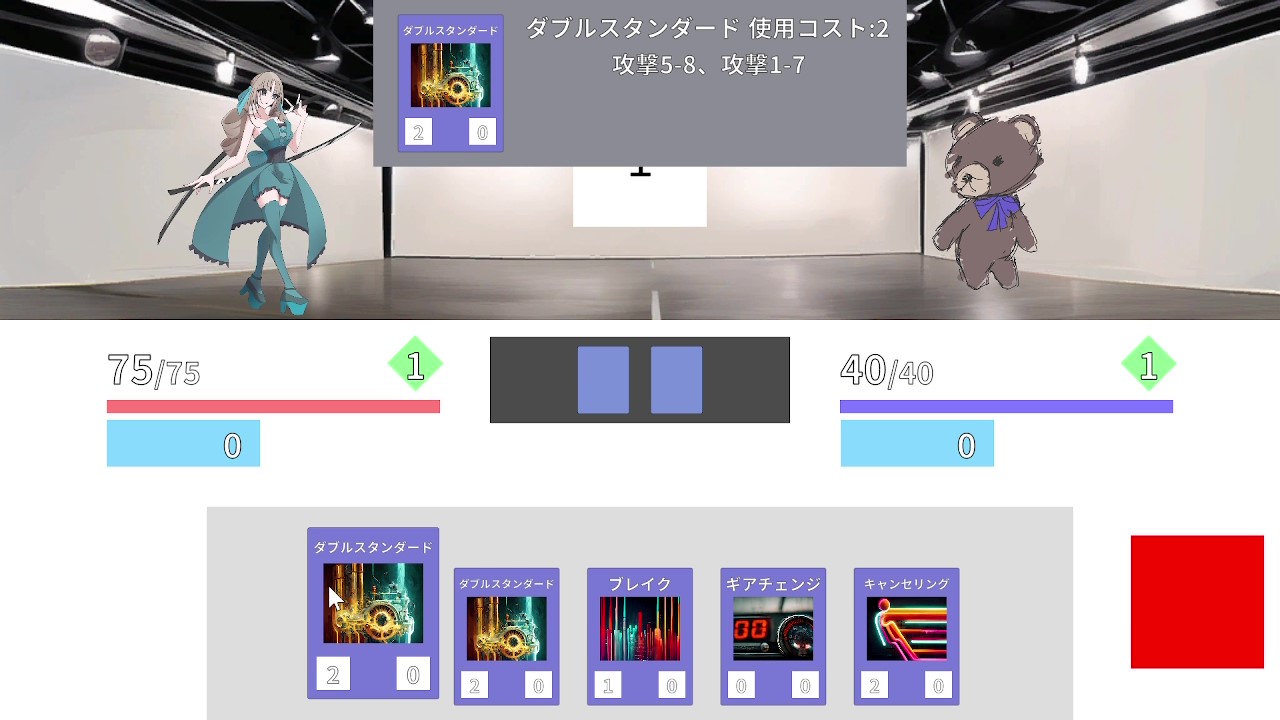 ダブルスタンダード
2 0
ダブルスタンダード 使用コスト:2
攻撃5-8、攻撃1-7
75/75
1
0
40/40
1
0
ダブルスタンダード
2 0
ダブルスタンダード
2 0
ブレイク
1 0
ギアチェンジ
00
0 0
キャンセリング
2 0